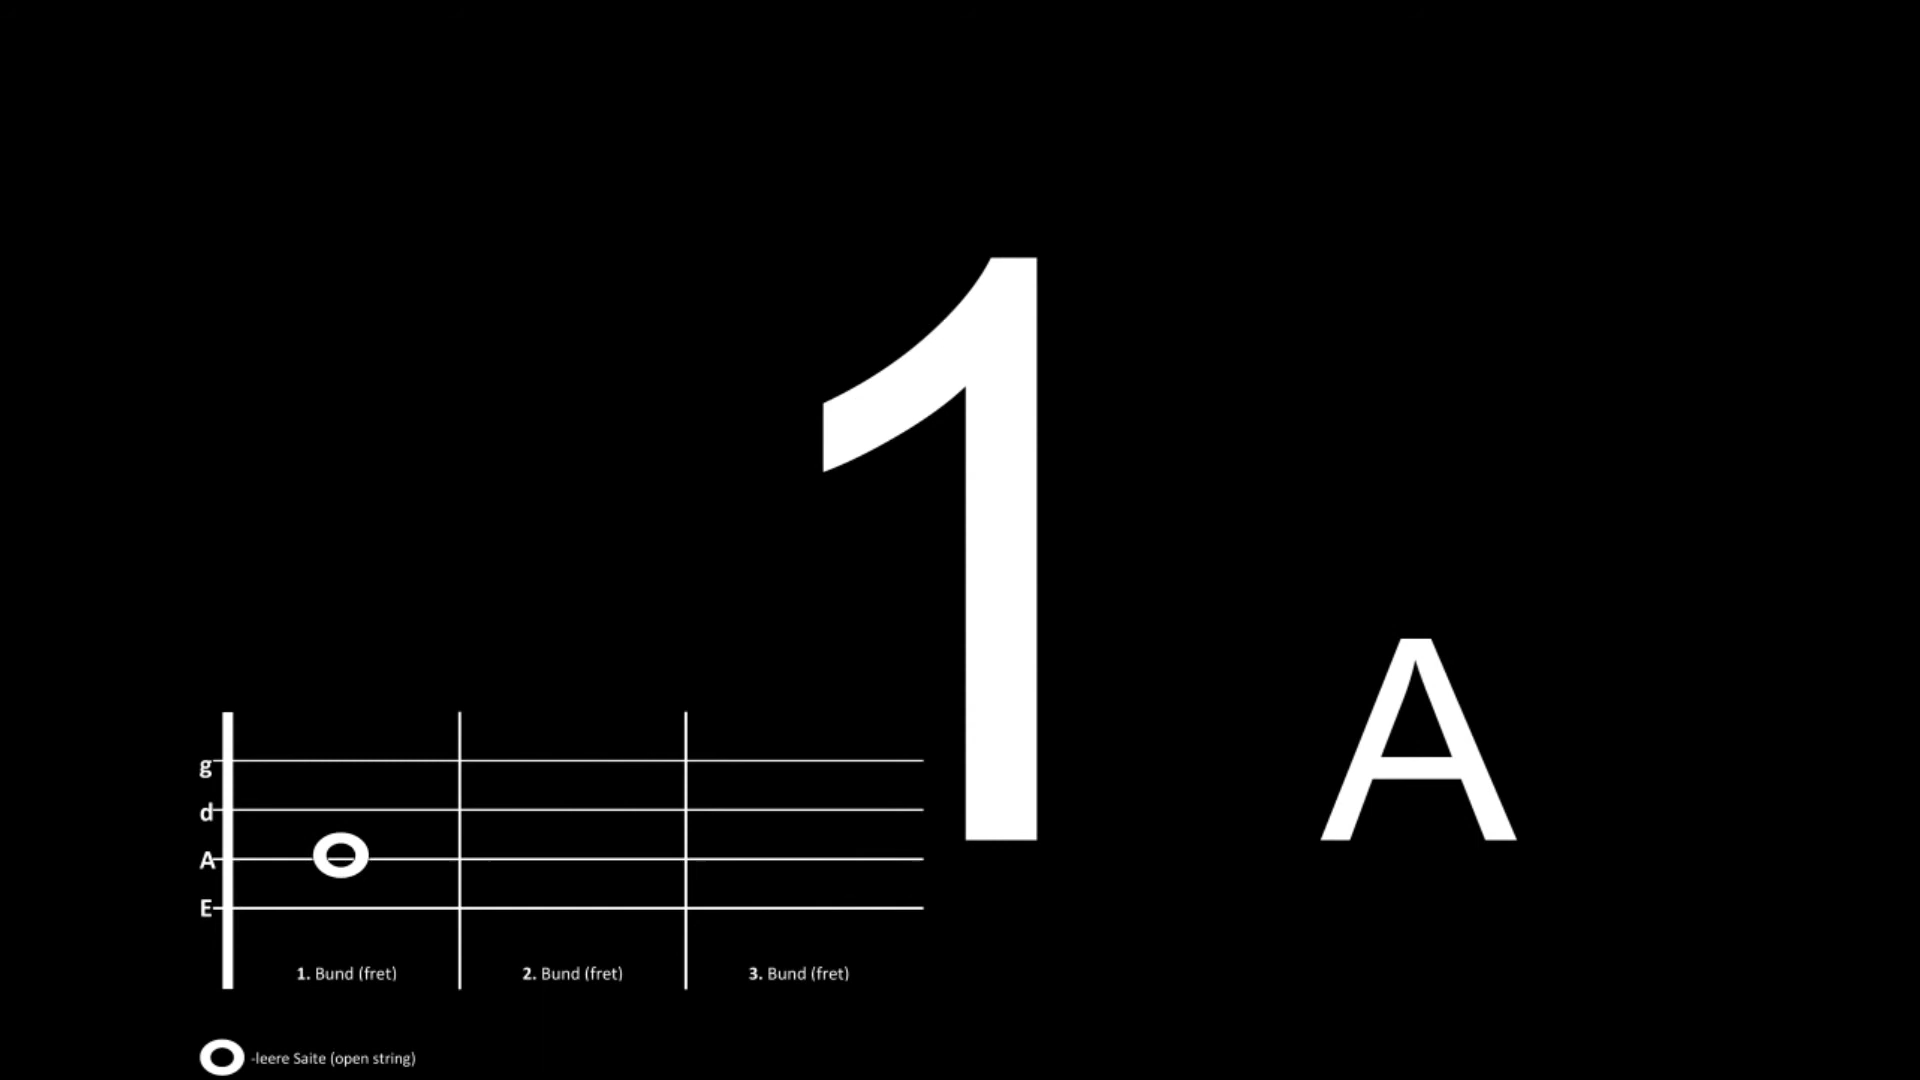 1
A
g
d
A
E
1. Bund (fret) 2. Bund (fret) 3. Bund (fret)
-leere Saite (open string)